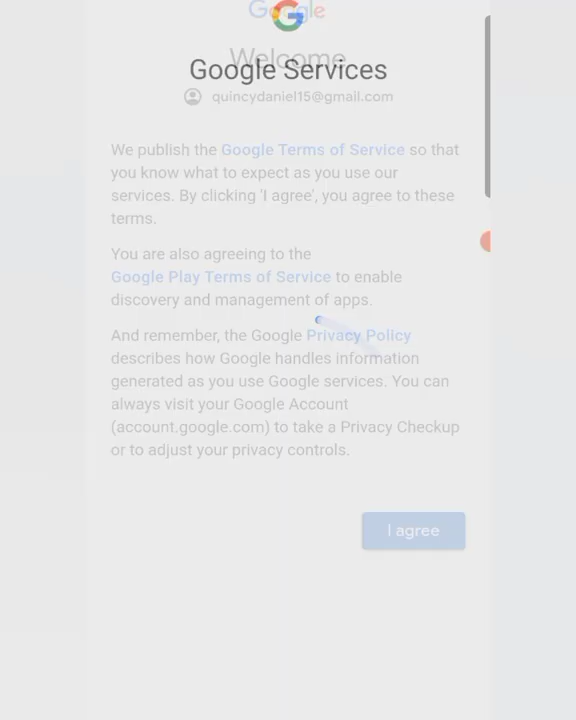 Google
Welcome
Google Services
quincydaniel15@gmail.com
We publish the Google Terms of Service so that
you know what to expect as you use our
services. By clicking 'I agree', you agree to these
terms.
You are also agreeing to the
Google Play Terms of Service to enable
discovery and management of apps.
And remember, the Google Privacy Policy
describes how Google handles information
generated as you use Google services. You can
always visit your Google Account
(account.google.com) to take a Privacy Checkup
or to adjust your privacy controls.
I agree